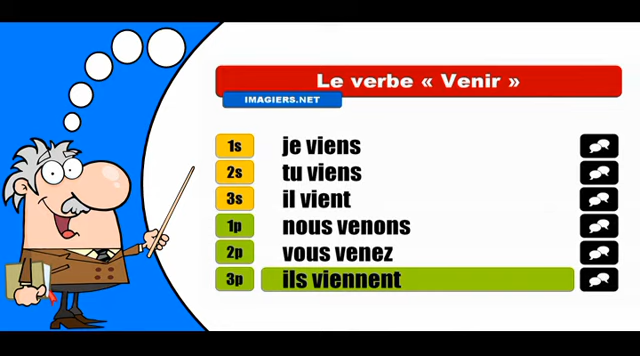 Le verbe « Venir »
IMAGIERS.NET
1s je viens
2s tu viens
3s il vient
1p nous venons
2p vous venez
3p ils viennent